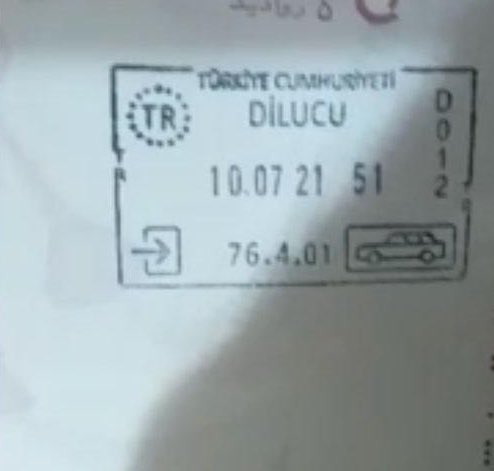 TÜRKİYE CUMHURİYETİ
TR DİLUCU
D012
10.07 21 51
76.4.01